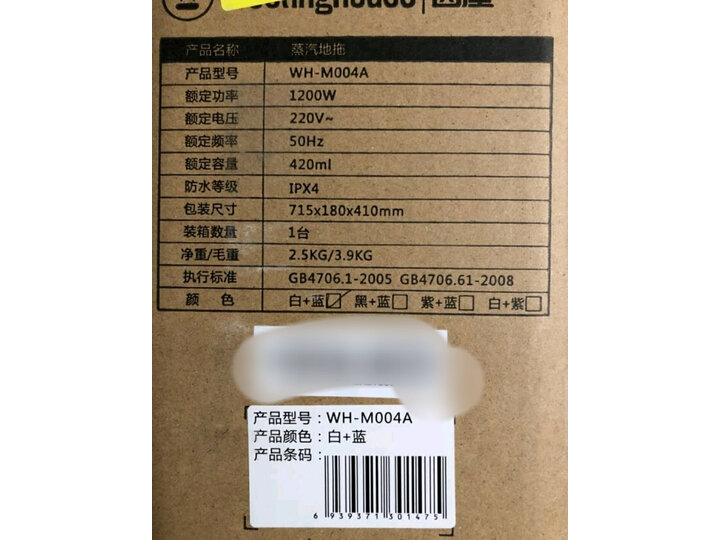 产品名称 蒸汽地拖
产品型号 WH-M004A
额定功率 1200W
额定电压 220V~
额定频率 50Hz
额定容量 420ml
防水等级 IPX4
包装尺寸 715x180x410mm
装箱数量 1台
净重/毛重 2.5KG/3.9KG
执行标准 GB4706.1-2005 GB4706.61-2008
颜 色 白+蓝☑ 黑+蓝□ 紫+蓝□ 白+紫□
产品型号：WH-M004A
产品颜色：白+蓝
产品条码：
6 939371 301475